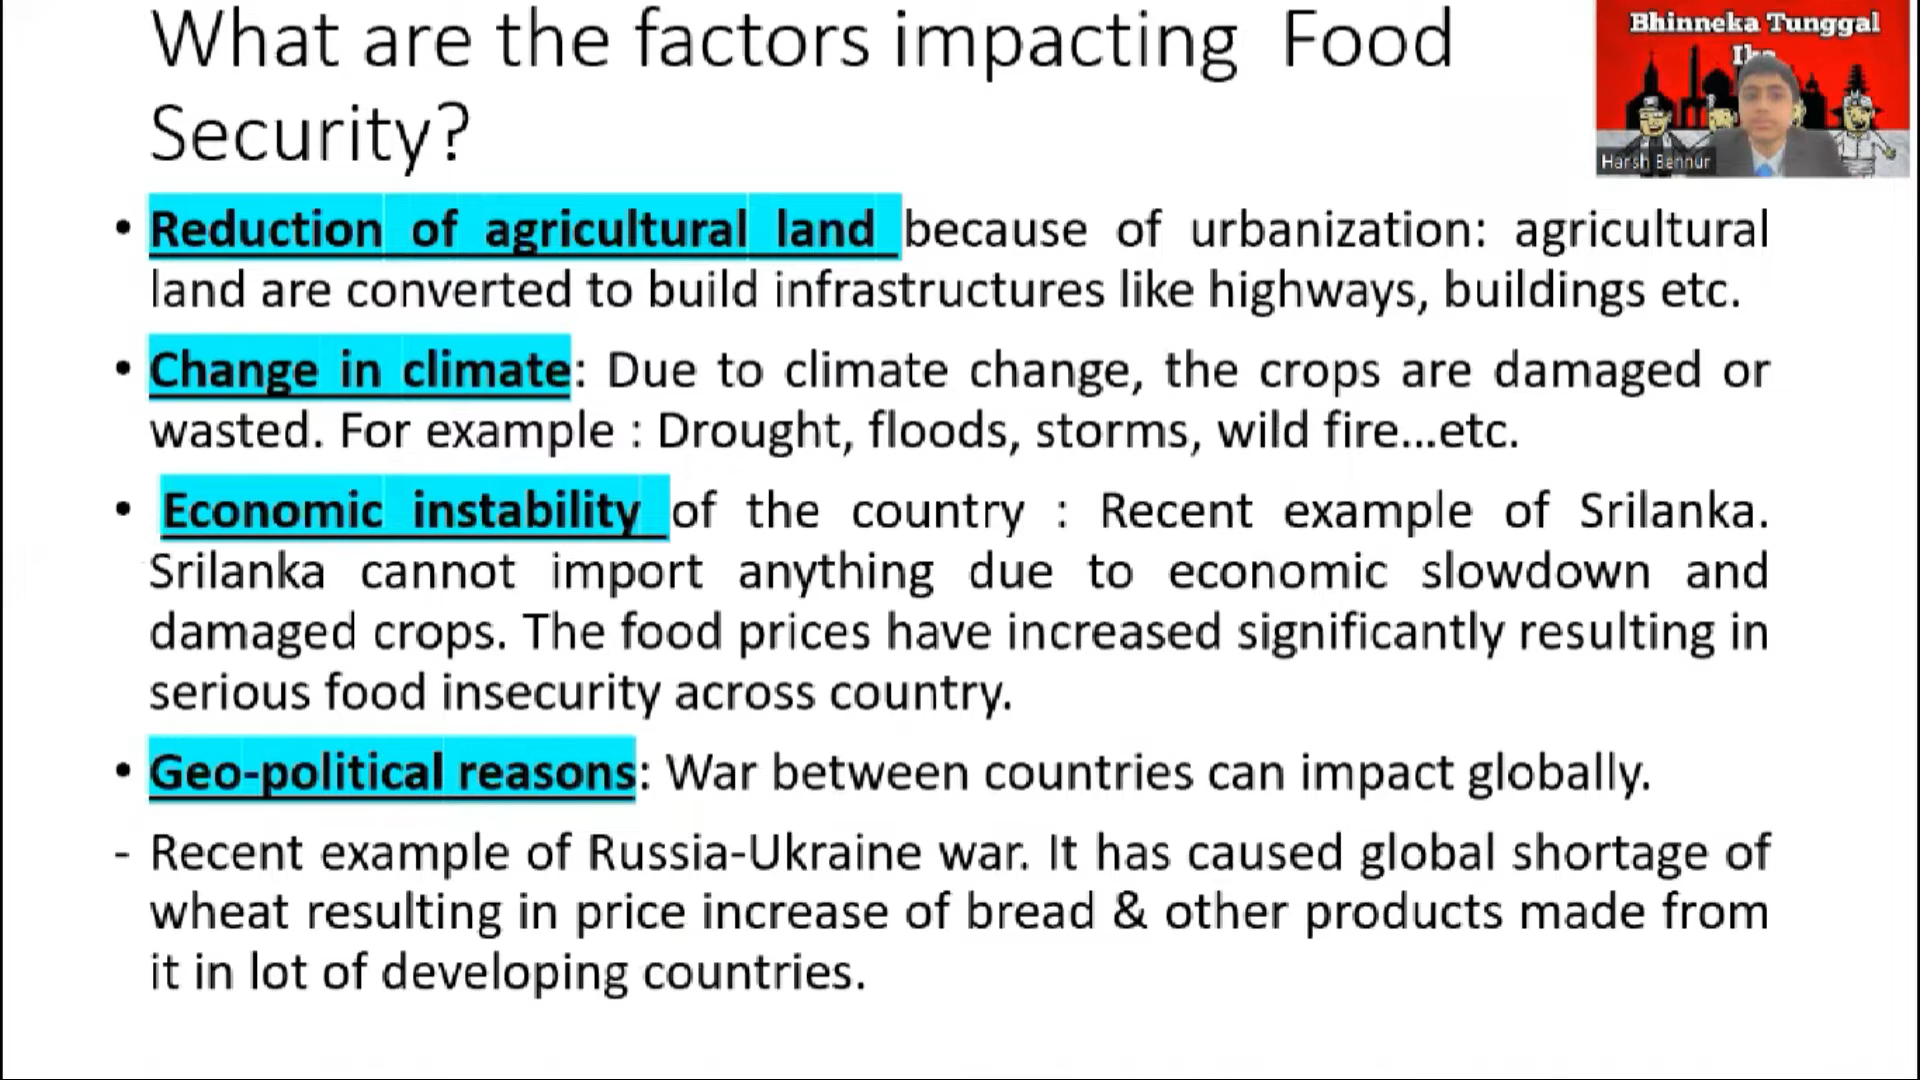 What are the factors impacting Food
Security?
Bhinneka Tunggal
Harsh Bennur
• Reduction of agricultural land because of urbanization: agricultural
land are converted to build infrastructures like highways, buildings etc.
• Change in climate: Due to climate change, the crops are damaged or
wasted. For example : Drought, floods, storms, wild fire...etc.
• Economic instability of the country : Recent example of Srilanka.
Srilanka cannot import anything due to economic slowdown and
damaged crops. The food prices have increased significantly resulting in
serious food insecurity across country.
• Geo-political reasons: War between countries can impact globally.
- Recent example of Russia-Ukraine war. It has caused global shortage of
wheat resulting in price increase of bread & other products made from
it in lot of developing countries.